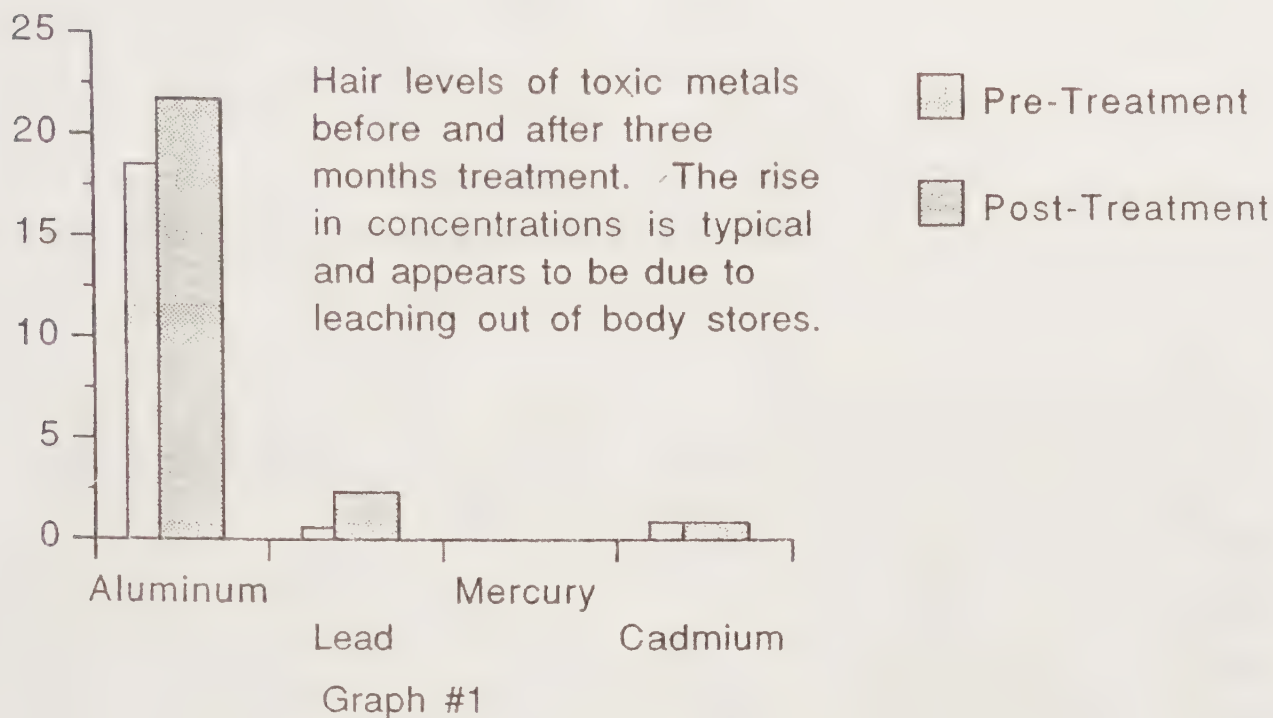 25
20
15
10
5
0
Hair levels of toxic metals
before and after three
months treatment. The rise
in concentrations is typical
and appears to be due to
leaching out of body stores.
Pre-Treatment
Post-Treatment
Aluminum
Mercury
Lead
Cadmium
Graph #1